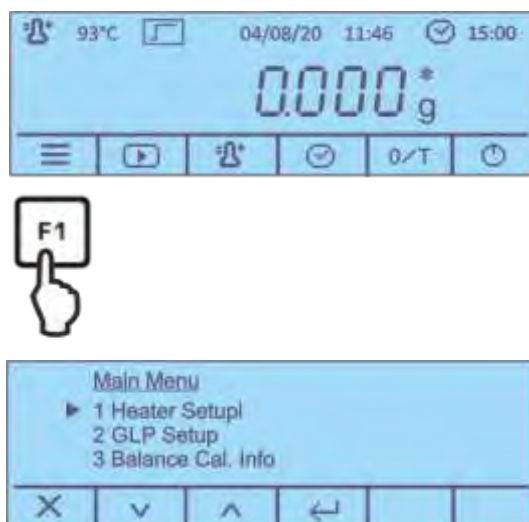 93°C 04/08/20 11:46 15:00
0.000 * g
0/T
F1
Main Menu
1 Heater Setupl
2 GLP Setup
3 Balance Cal. Info